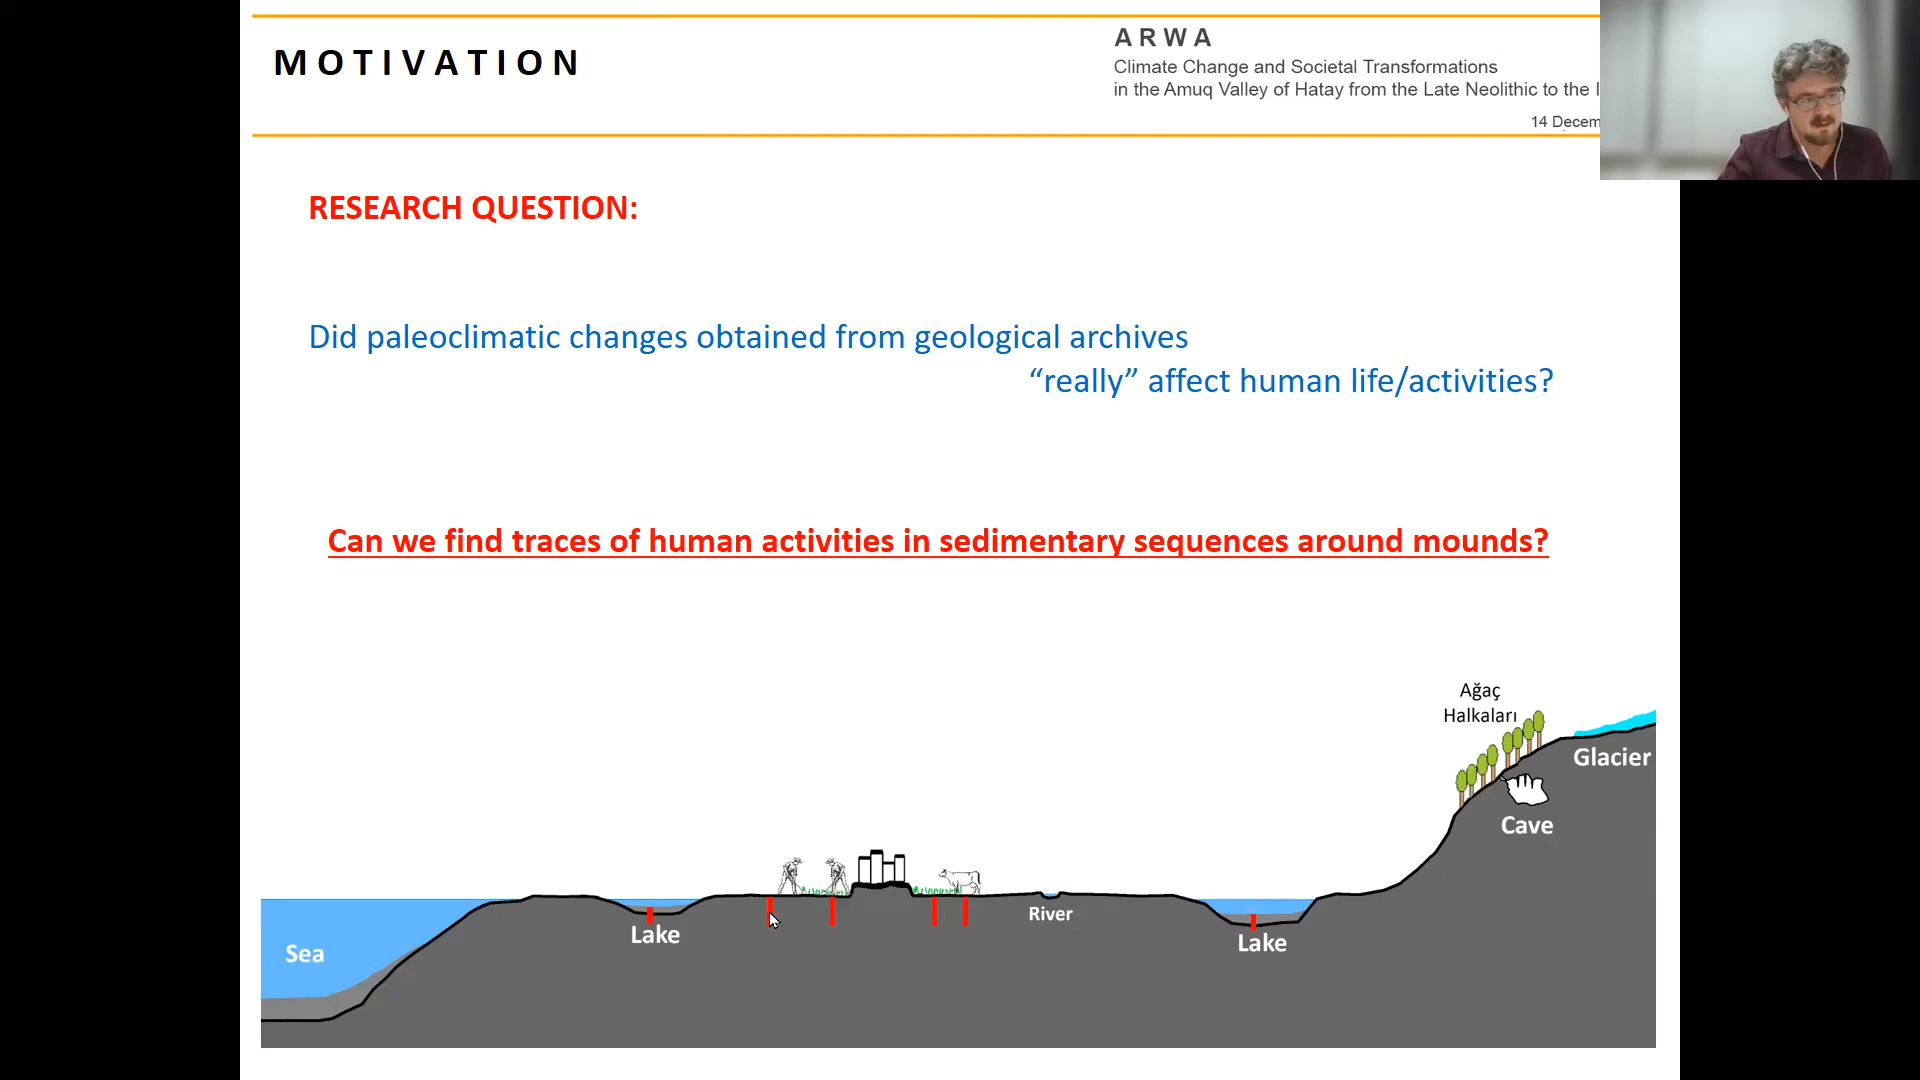 MOTIVATION
ARWA
Climate Change and Societal Transformations
in the Amuq Valley of Hatay from the Late Neolithic to the
14 Decem
RESEARCH QUESTION:
Did paleoclimatic changes obtained from geological archives
“really” affect human life/activities?
Can we find traces of human activities in sedimentary sequences around mounds?
Ağaç
Halkaları
Glacier
Cave
River
Lake
Lake
Sea